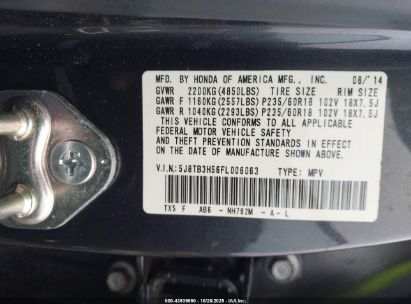 MFD. BY HONDA OF AMERICA MFG., INC. 08/'14
GVWR 2200KG(4850LBS) TIRE SIZE RIM SIZE
GAWR F 1160KG(2557LBS) P235/60R18 102V 18X7.5J
GAWR R 1040KG(2293LBS) P235/60R18 102V 18X7.5J
THIS VEHICLE CONFORMS TO ALL APPLICABLE
FEDERAL MOTOR VEHICLE SAFETY, BUMPER,
AND THEFT PREVENTION STANDARDS IN EFFECT
ON THE DATE OF MANUFACTURE SHOWN ABOVE.
V.I.N.: 5J8TB3H56FL006063 TYPE: MPV
TX5 F AB6 - NH782M - A - L